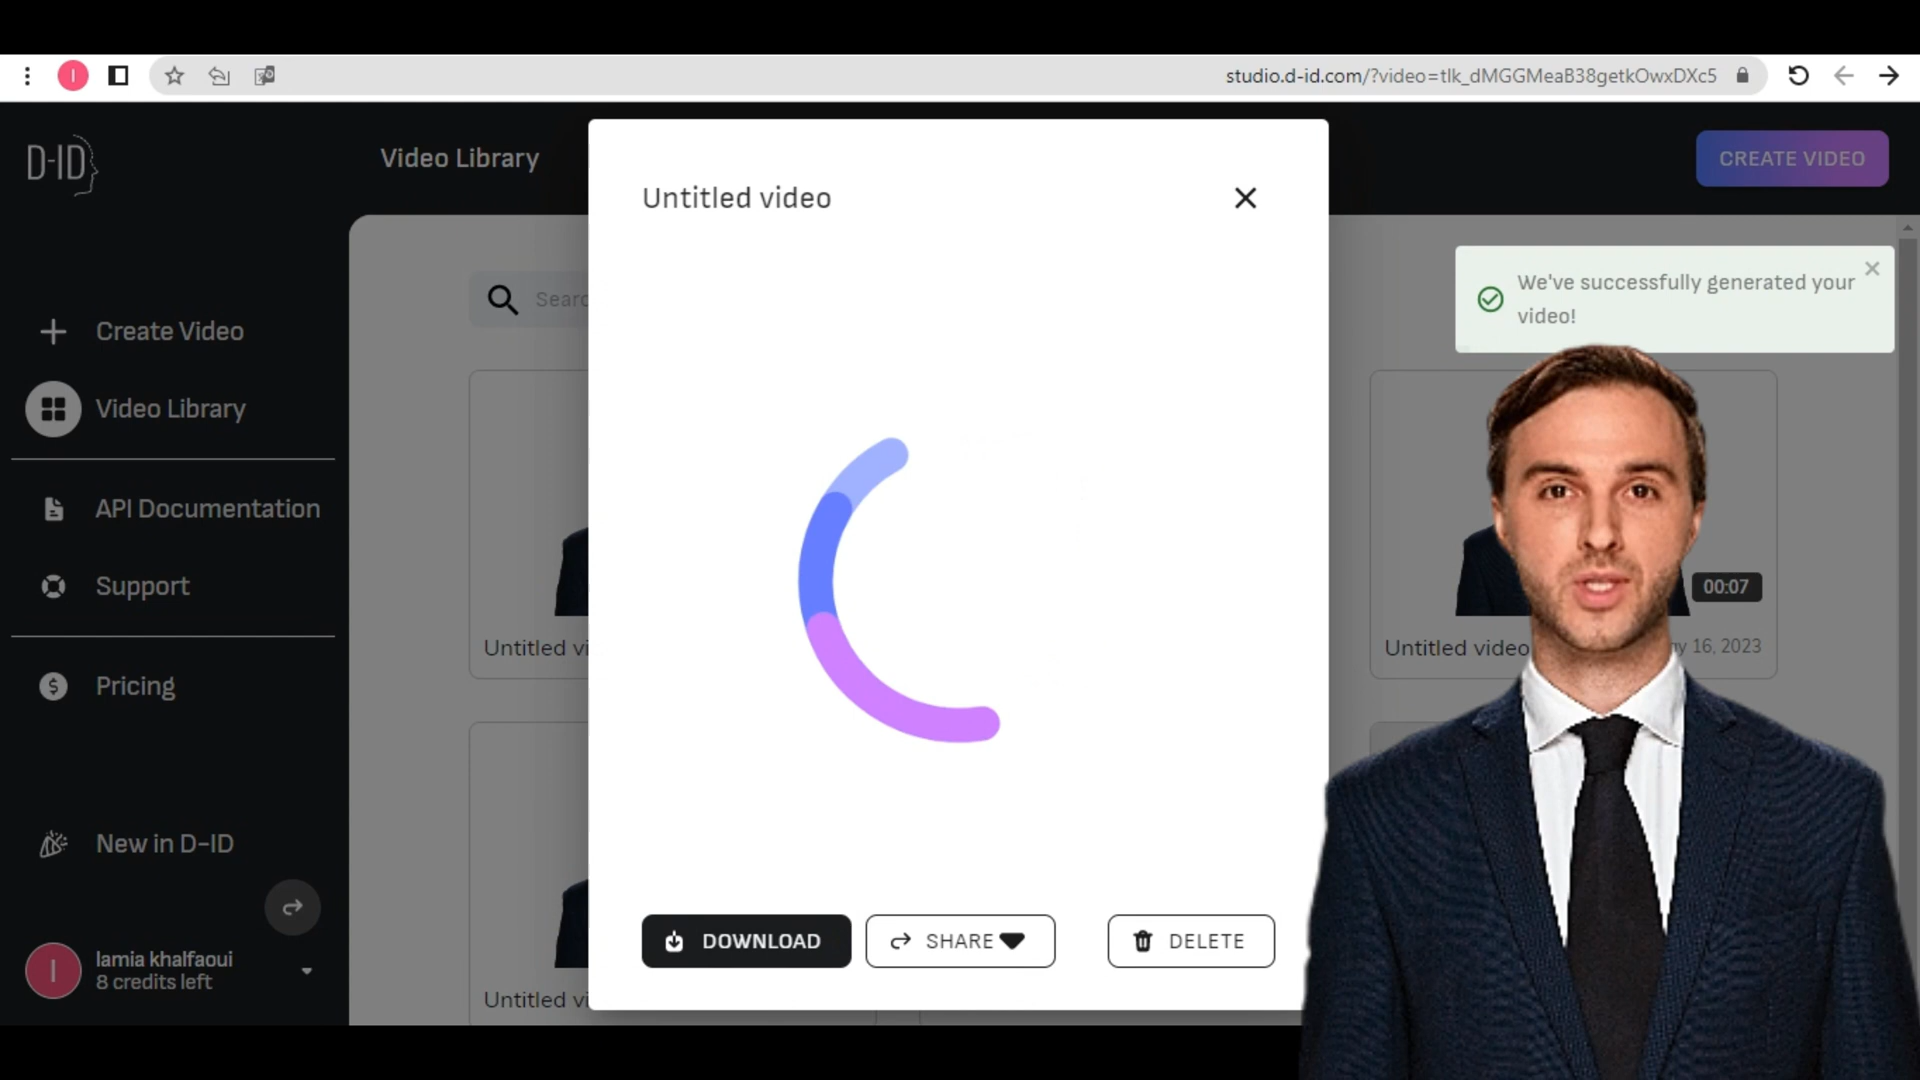 I
studio.d-id.com/?video=tlk_dMGGMeaB38getkOwxDXc5
D-ID
Video Library
CREATE VIDEO
Untitled video
We've successfully generated your
video!
Create Video
Video Library
API Documentation
Support
Pricing
New in D-ID
I
lamia khalfaoui
8 credits left
Untitled
00:07
Untitled video
16, 2023
Untitled
DOWNLOAD
SHARE
DELETE